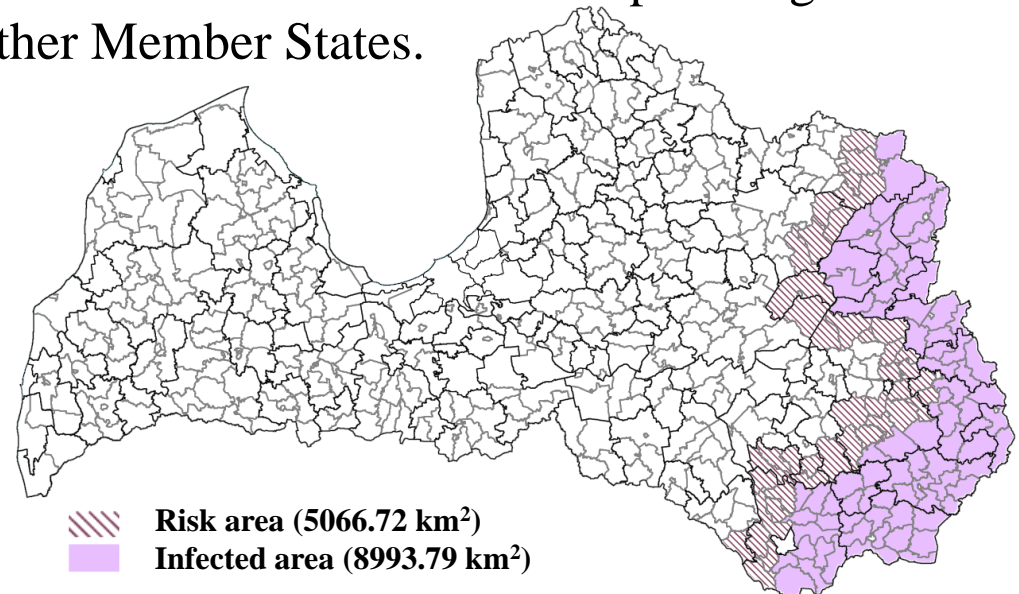 ther Member States.
Risk area (5066.72 km²)
Infected area (8993.79 km²)